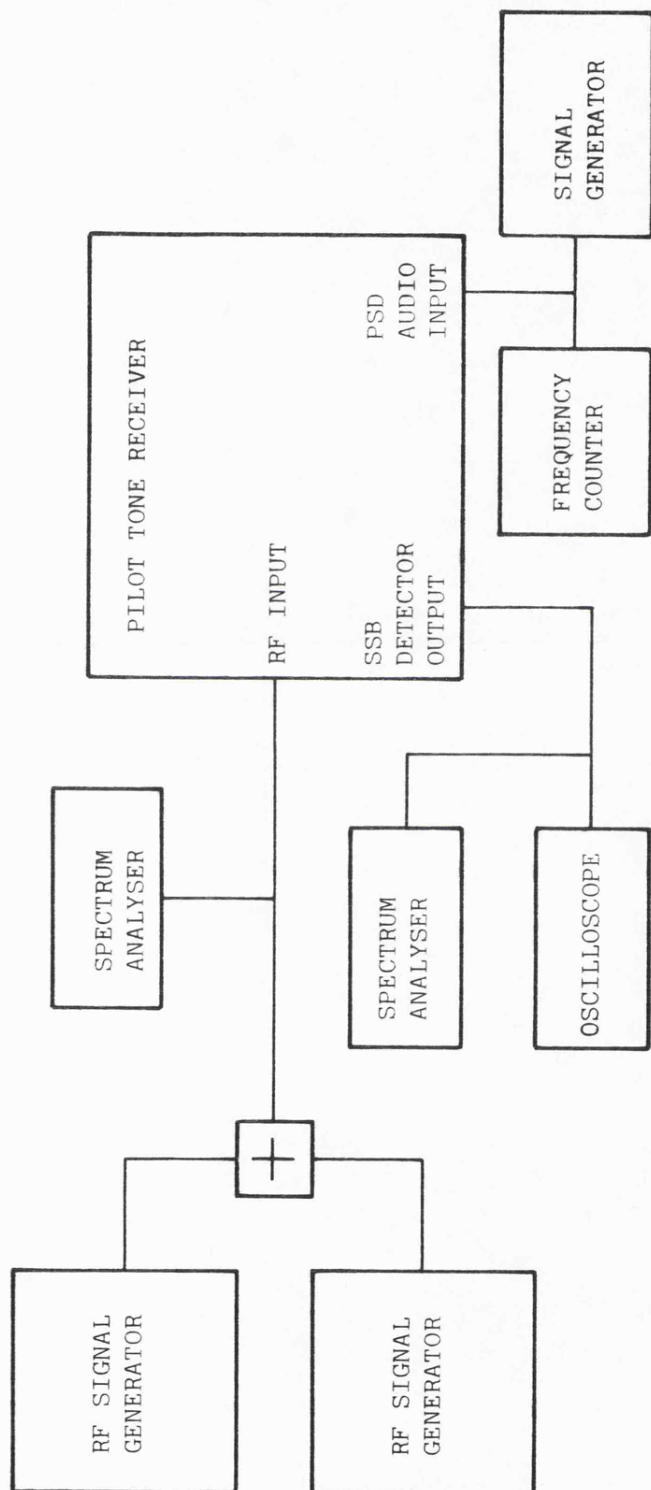 RF SIGNAL
GENERATOR
RF SIGNAL
GENERATOR
+
SPECTRUM
ANALYSER
SPECTRUM
ANALYSER
OSCILLOSCOPE
PILOT TONE RECEIVER
RF INPUT
SSB
DETECTOR
OUTPUT
PSD
AUDIO
INPUT
FREQUENCY
COUNTER
SIGNAL
GENERATOR